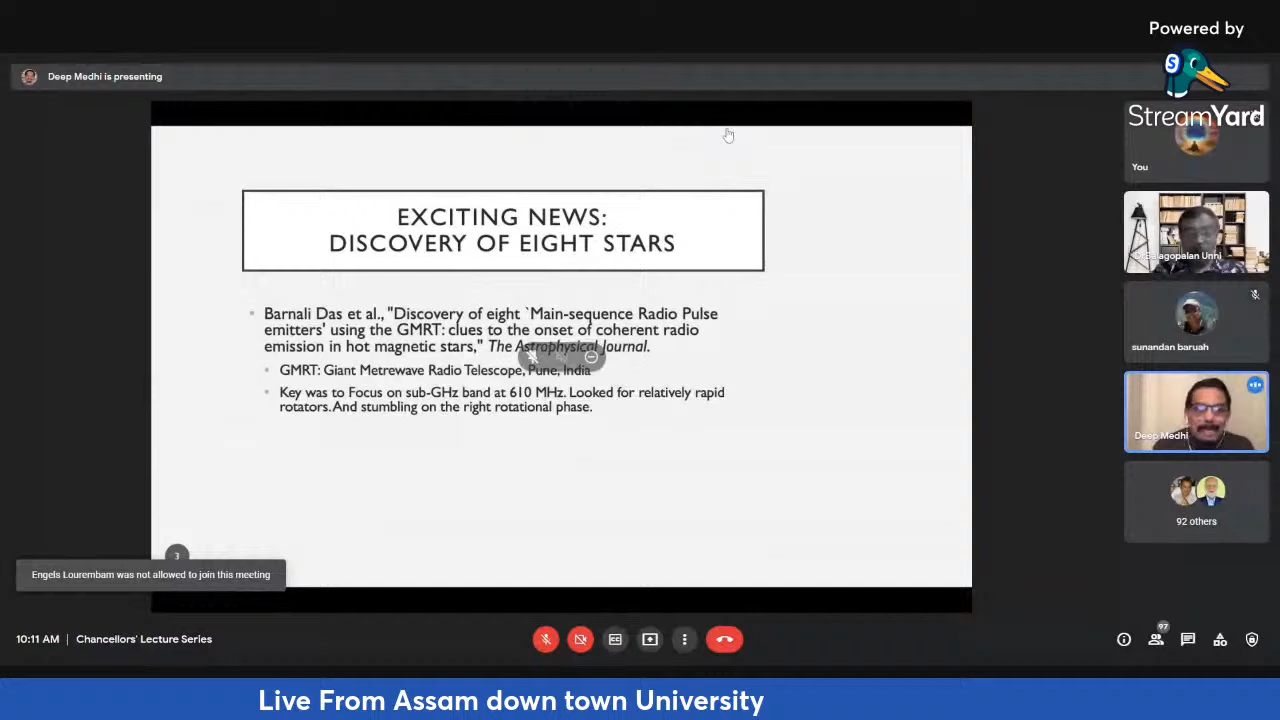 Powered by
StreamYard
Deep Medhi is presenting
You
EXCITING NEWS:
DISCOVERY OF EIGHT STARS
Barnali Das et al., "Discovery of eight `Main-sequence Radio Pulse
emitters' using the GMRT: clues to the onset of coherent radio
emission in hot magnetic stars," The Astrophysical Journal.
GMRT: Giant Metrewave Radio Telescope, Pune, India
Key was to Focus on sub-GHz band at 610 MHz. Looked for relatively rapid
rotators. And stumbling on the right rotational phase.
3
Unni
sunandan baruah
Deep Medhi
92 others
Engels Lourembam was not allowed to join this meeting
10:11 AM | Chancellors' Lecture Series
97
Live From Assam down town University